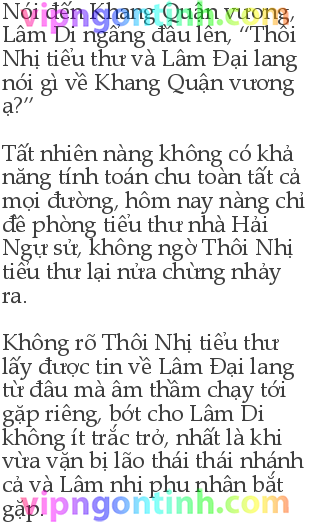 Nói đến Khang Quận vương,
Lâm Di ngẩng đầu lên, “Thôi
Nhị tiểu thư và Lâm Đại lang
nói gì về Khang Quận vương
ạ?”
Tất nhiên nàng không có khả
năng tính toán chu toàn tất cả
mọi đường, hôm nay nàng chỉ
đề phòng tiểu thư nhà Hải
Ngự sử, không ngờ Thôi Nhị
tiểu thư lại nửa chừng nhảy
ra.
Không rõ Thôi Nhị tiểu thư
lấy được tin về Lâm Đại lang
từ đâu mà âm thầm chạy tới
gặp riêng, bớt cho Lâm Di
không ít trắc trở, nhất là khi
vừa vặn bị lão thái thái nhánh
cả và Lâm nhị phu nhân bắt
gặp.
vipngontinh.com
vipngontinh.com